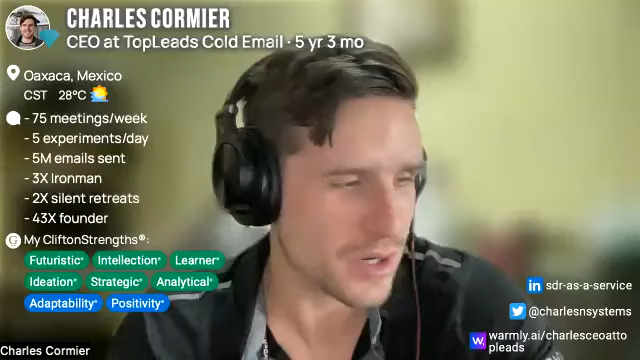 CHARLES CORMIER
CEO at TopLeads Cold Email · 5 yr 3 mo
Oaxaca, Mexico
CST 28°C
- 75 meetings/week
- 5 experiments/day
- 5M emails sent
- 3X Ironman
- 2X silent retreats
- 43X founder
G My CliftonStrengths®:
Futuristic® Intellection® Learner®
Ideation® Strategic® Analytical®
Adaptability® Positivity®
in sdr-as-a-service
@charlesnsystems
w. warmly.ai/charlesceoatto
pleads
Charles Cormier